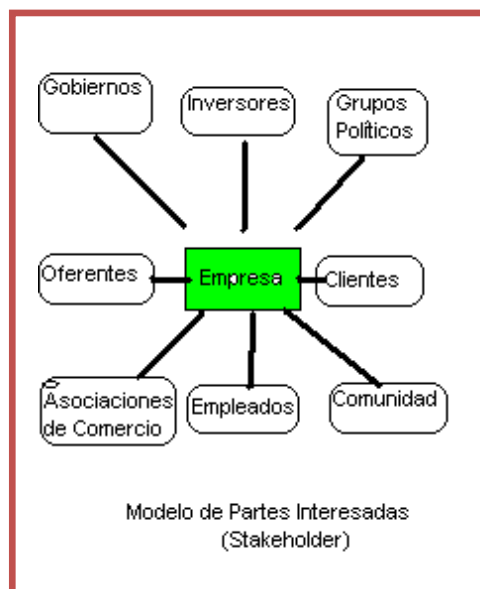 Gobiernos
Inversores
Grupos
Políticos
Oferentes
Empresa
Clientes
Asociaciones
de Comercio
Empleados
Comunidad
Modelo de Partes Interesadas
(Stakeholder)